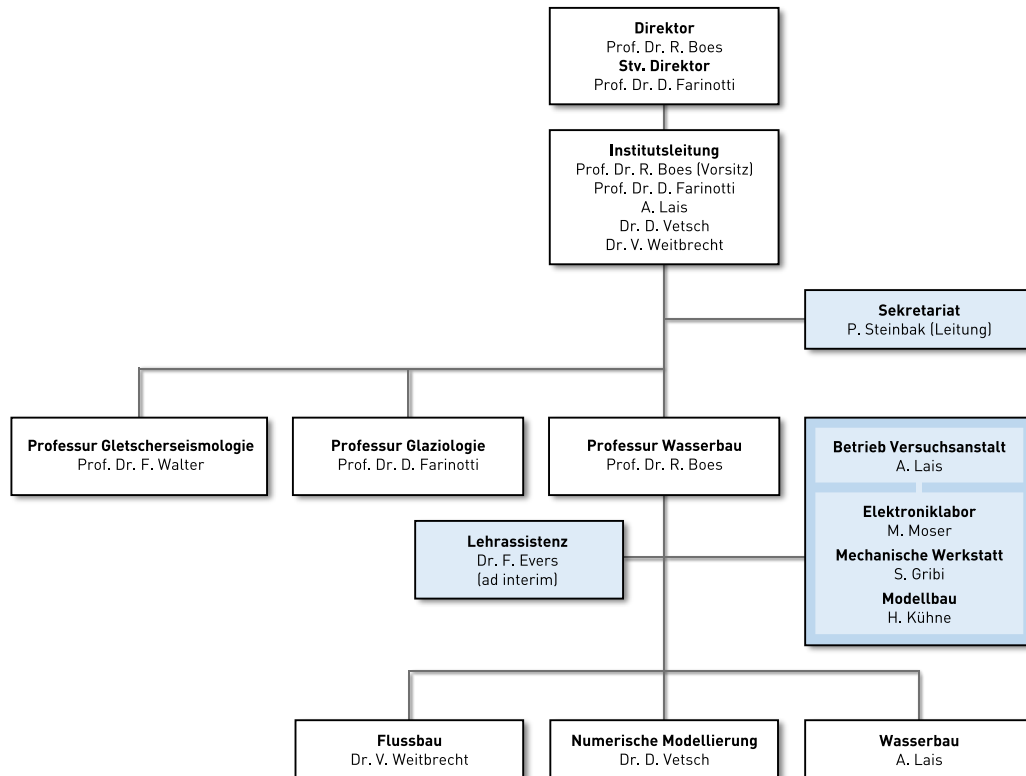 Direktor
Prof. Dr. R. Boes
Stv. Direktor
Prof. Dr. D. Farinotti
Institutsleitung
Prof. Dr. R. Boes (Vorsitz)
Prof. Dr. D. Farinotti
A. Lais
Dr. D. Vetsch
Dr. V. Weitbrecht
Sekretariat
P. Steinbak (Leitung)
Professur Gletscherseismologie
Prof. Dr. F. Walter
Professur Glaziologie
Prof. Dr. D. Farinotti
Professur Wasserbau
Prof. Dr. R. Boes
Betrieb Versuchsanstalt
A. Lais
Elektroniklabor
M. Moser
Mechanische Werkstatt
S. Gribi
Modellbau
H. Kühne
Lehrassistenz
Dr. F. Evers
(ad interim)
Flussbau
Dr. V. Weitbrecht
Numerische Modellierung
Dr. D. Vetsch
Wasserbau
A. Lais